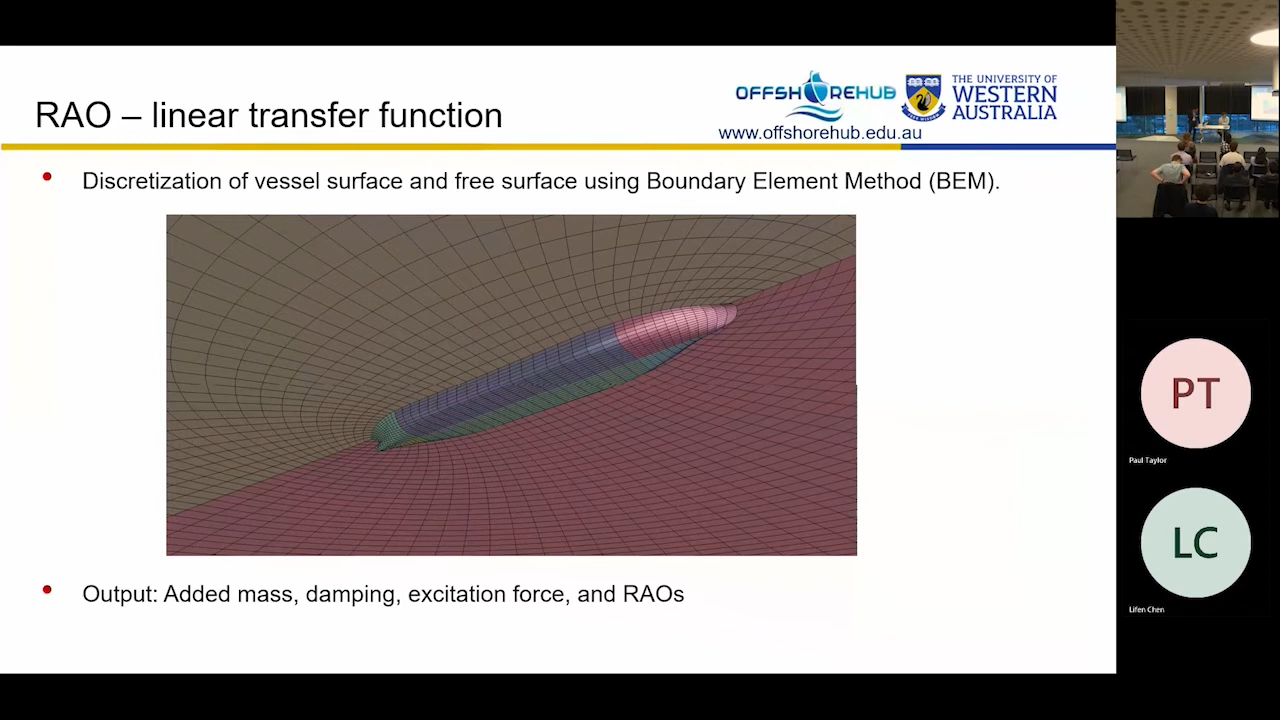 RAO – linear transfer function
OFFSHOREHUB
www.offshorehub.edu.au
THE UNIVERSITY OF
WESTERN
AUSTRALIA
• Discretization of vessel surface and free surface using Boundary Element Method (BEM).
• Output: Added mass, damping, excitation force, and RAOs
PT
Paul Taylor
LC
Lifen Chen